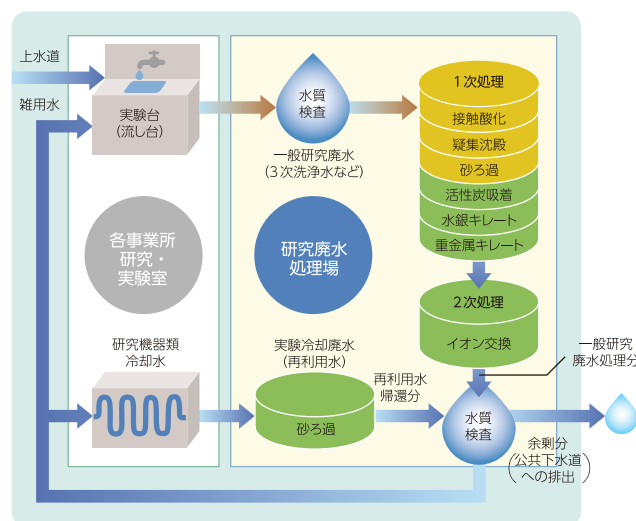 上水道
雑用水
実験台
(流し台)
水質
検査
一般研究廃水
(3次洗浄水など)
1次処理
接触酸化
疑集沈殿
砂ろ過
活性炭吸着
水銀キレート
重金属キレート
各事業所
研究・
実験室
研究廃水
処理場
2次処理
イオン交換
一般研究
廃水処理分
研究機器類
冷却水
実験冷却廃水
(再利用水)
砂ろ過
再利用水
帰還分
水質
検査
余剰分
(公共下水道
への排出)